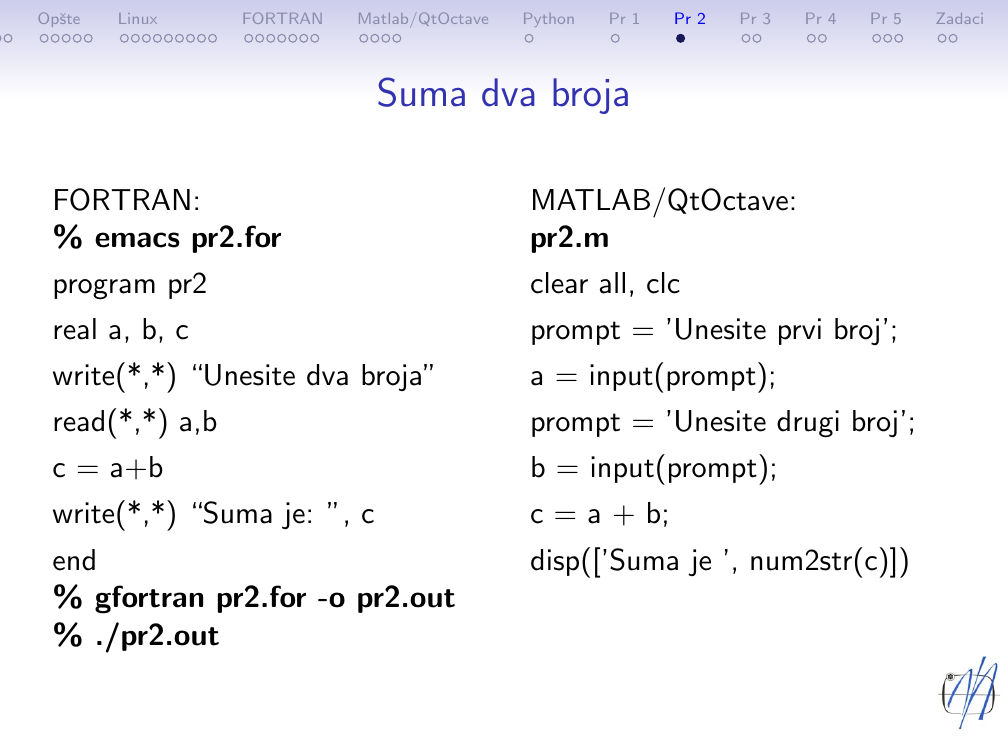 Opšte Linux FORTRAN Matlab/QtOctave Python Pr 1 Pr 2 Pr 3 Pr 4 Pr 5 Zadaci
Suma dva broja
FORTRAN:
% emacs pr2.for
program pr2
real a, b, c
write(*,*) “Unesite dva broja”
read(*,*) a,b
c = a+b
write(*,*) “Suma je: ”, c
end
% gfortran pr2.for -o pr2.out
% ./pr2.out
MATLAB/QtOctave:
pr2.m
clear all, clc
prompt = ’Unesite prvi broj’;
a = input(prompt);
prompt = ’Unesite drugi broj’;
b = input(prompt);
c = a + b;
disp([’Suma je ’, num2str(c)])